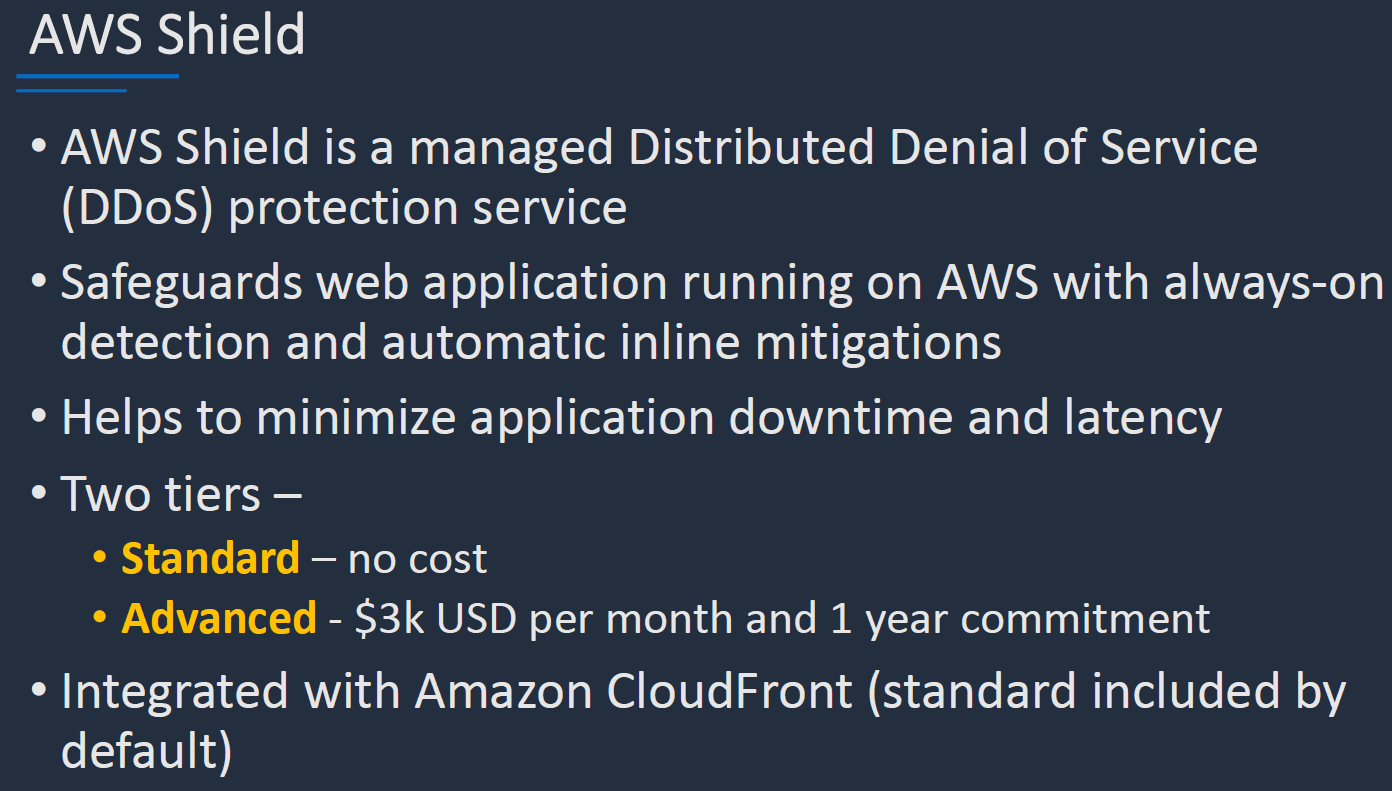 AWS Shield
• AWS Shield is a managed Distributed Denial of Service
(DDoS) protection service
• Safeguards web application running on AWS with always-on
detection and automatic inline mitigations
• Helps to minimize application downtime and latency
• Two tiers –
• Standard – no cost
• Advanced - $3k USD per month and 1 year commitment
• Integrated with Amazon CloudFront (standard included by
default)